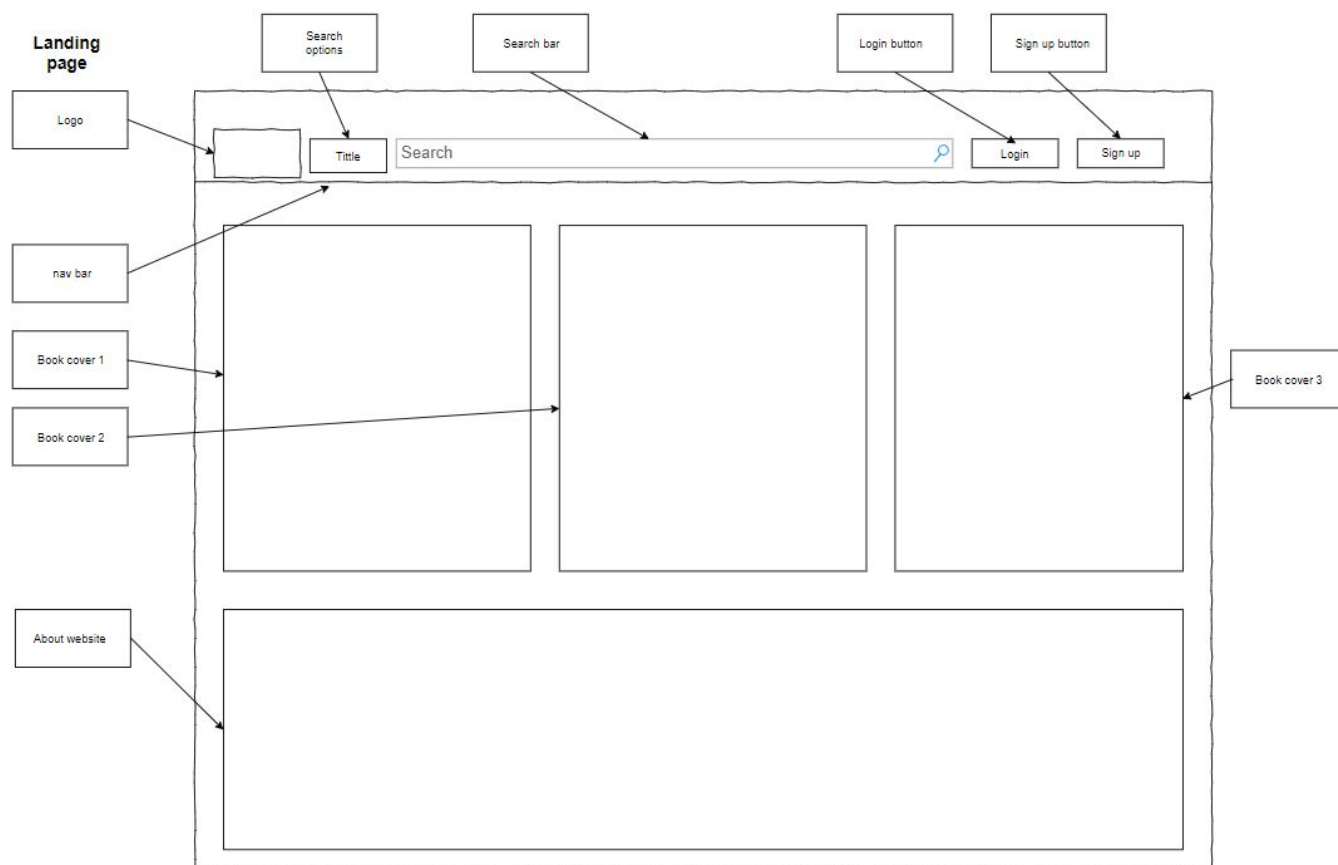 Landing
page
Search
options
Search bar
Login button
Sign up button
Logo
Tittle
Search
Login
Sign up
nav bar
Book cover 1
Book cover 2
Book cover 3
About website